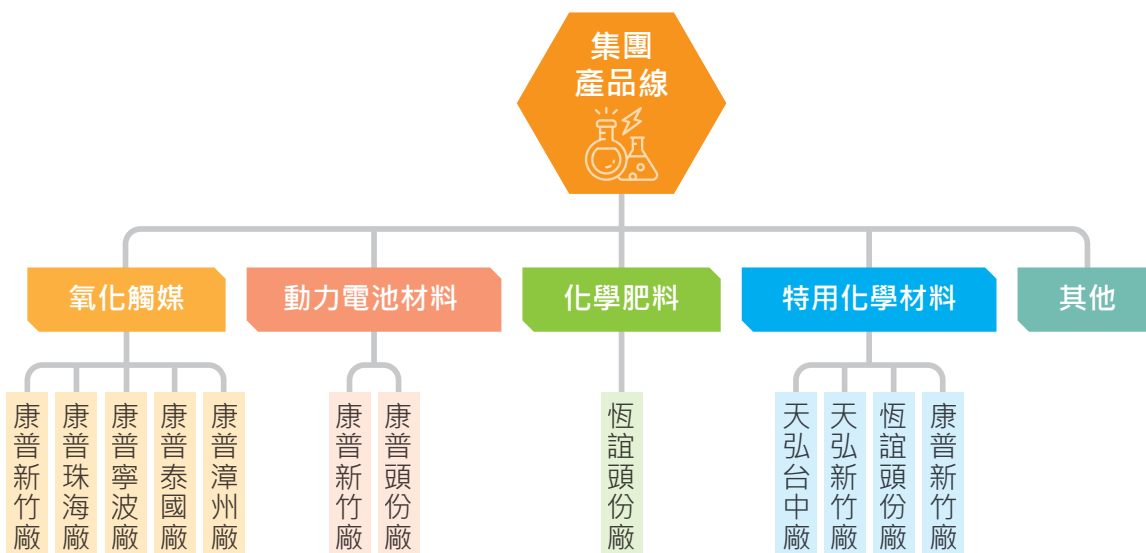 集團
產品線
氧化觸媒
動力電池材料
化學肥料
特用化學材料
其他
康普新竹廠
康普珠海廠
康普寧波廠
康普泰國廠
康普漳州廠
康普新竹廠
康普頭份廠
恆誼頭份廠
天弘台中廠
天弘新竹廠
恆誼頭份廠
康普新竹廠